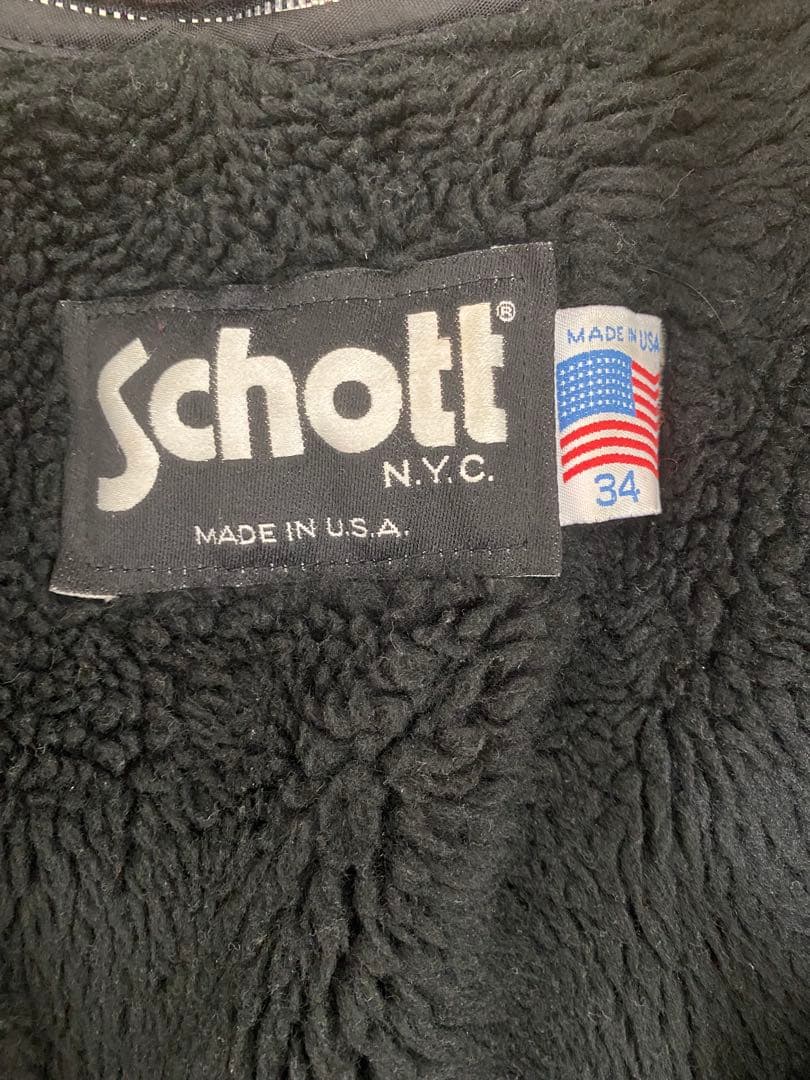 Schott®
N.Y.C.
MADE IN U.S.A.
MADE IN USA
34